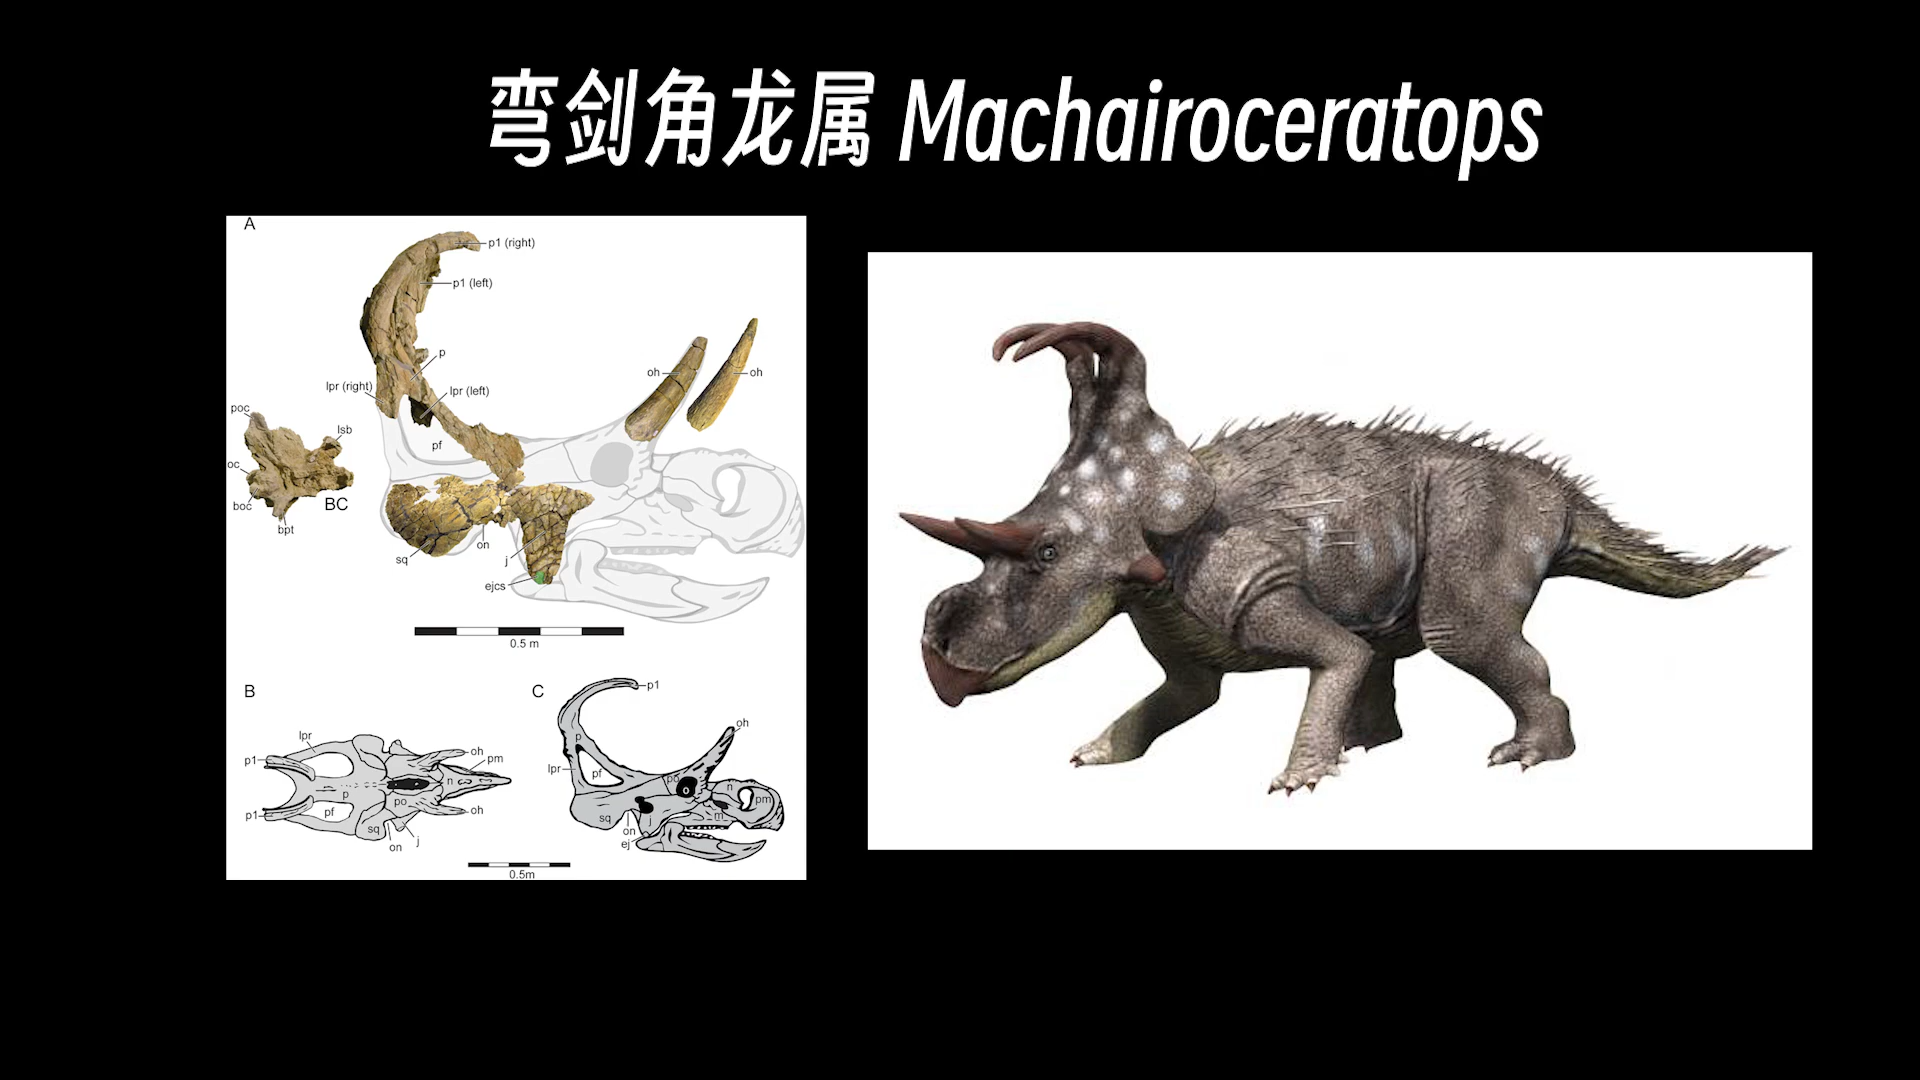 弯剑角龙属 Machairoceratops
A
p1 (right)
p1 (left)
p
lpr (right)
lpr (left)
oh
oh
poc
lsb
pf
oc
boc
BC
bpt
sq
on
j
ejcs
0.5 m
B
lpr
p1
oh
pm
n
p
po
p1
pf
oh
sq
j
on
C
p1
oh
p
lpr
pf
po
o
n
pm
sq
j
m
on
ej
0.5m